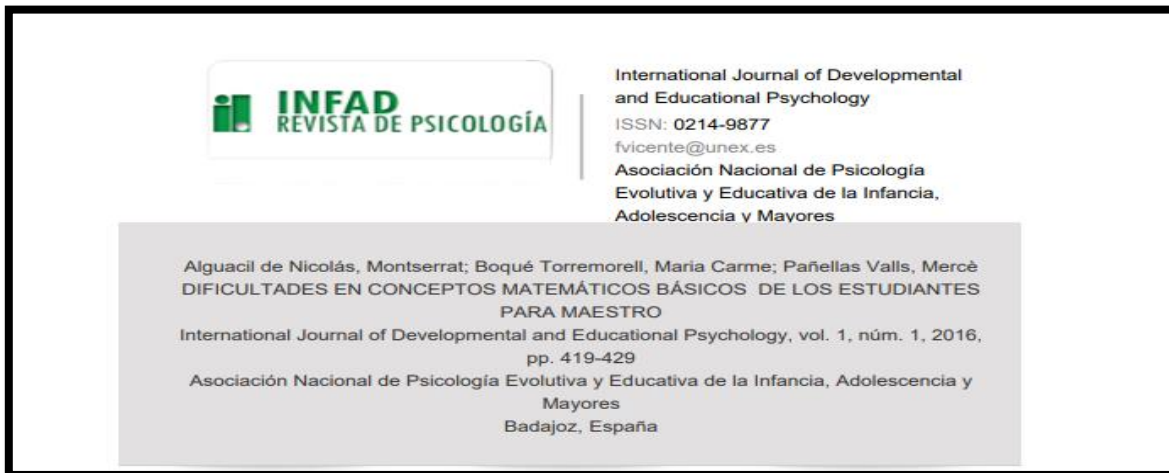 INFAD
REVISTA DE PSICOLOGÍA
International Journal of Developmental
and Educational Psychology
ISSN: 0214-9877
fvicente@unex.es
Asociación Nacional de Psicología
Evolutiva y Educativa de la Infancia,
Adolescencia y Mayores
Alguacil de Nicolás, Montserrat; Boqué Torremorell, Maria Carme; Pañellas Valls, Mercè
DIFICULTADES EN CONCEPTOS MATEMÁTICOS BÁSICOS DE LOS ESTUDIANTES
PARA MAESTRO
International Journal of Developmental and Educational Psychology, vol. 1, núm. 1, 2016,
pp. 419-429
Asociación Nacional de Psicología Evolutiva y Educativa de la Infancia, Adolescencia y
Mayores
Badajoz, España